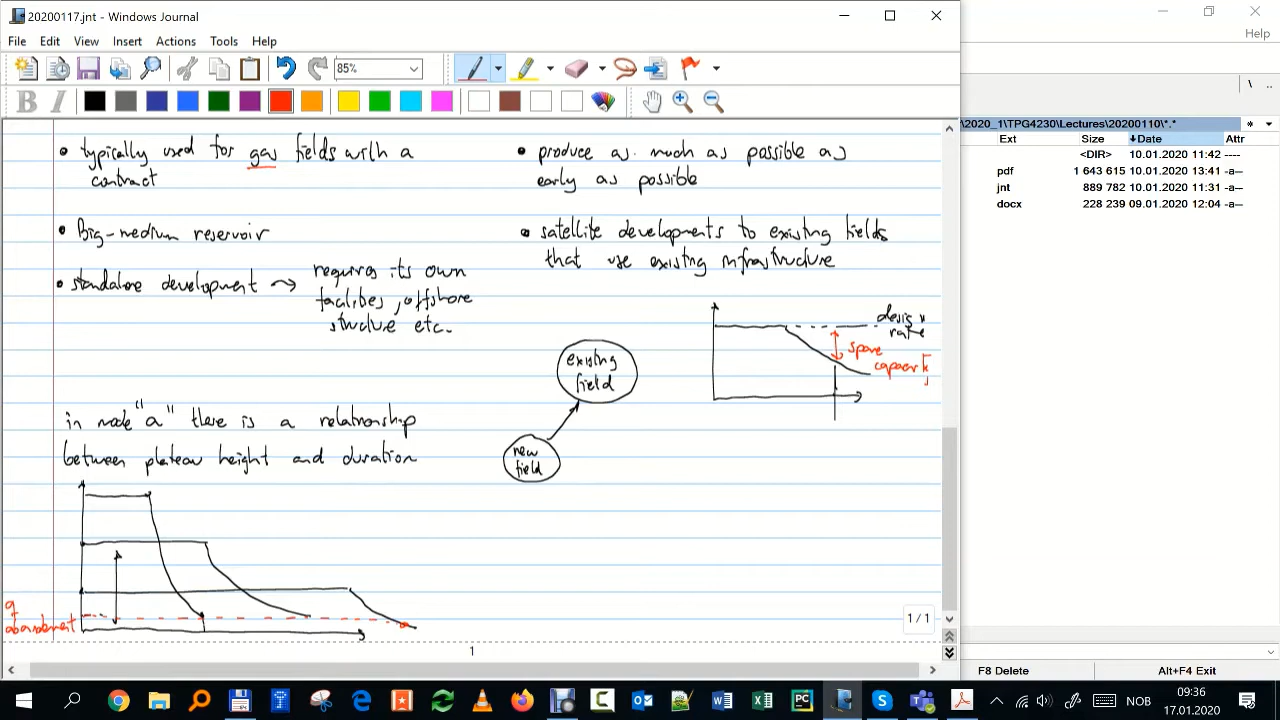 20200117.jnt - Windows Journal
Help
File Edit View Insert Actions Tools Help
85%
\ ..
\2020_1\TPG4230\Lectures\20200110\*.*
Ext Size Date Attr
<DIR> 10.01.2020 11:42 ----
pdf 1 643 615 10.01.2020 13:41 -a--
jnt 889 782 10.01.2020 11:31 -a--
docx 228 239 09.01.2020 12:04 -a--
• typically used for gas fields with a
contract
• Big-medium reservoir
• standalone development → requires its own
facilities, offshore
structure etc.
• produce as much as possible as
early as possible
• satellite developments to existing fields
that use existing infrastructure
design
rate
spare
capacity
existing
field
new
field
in mode "a" there is a relationship
between plateau height and duration
q
abandonment
1 / 1
1
F8 Delete Alt+F4 Exit
NOB
09:36
17.01.2020